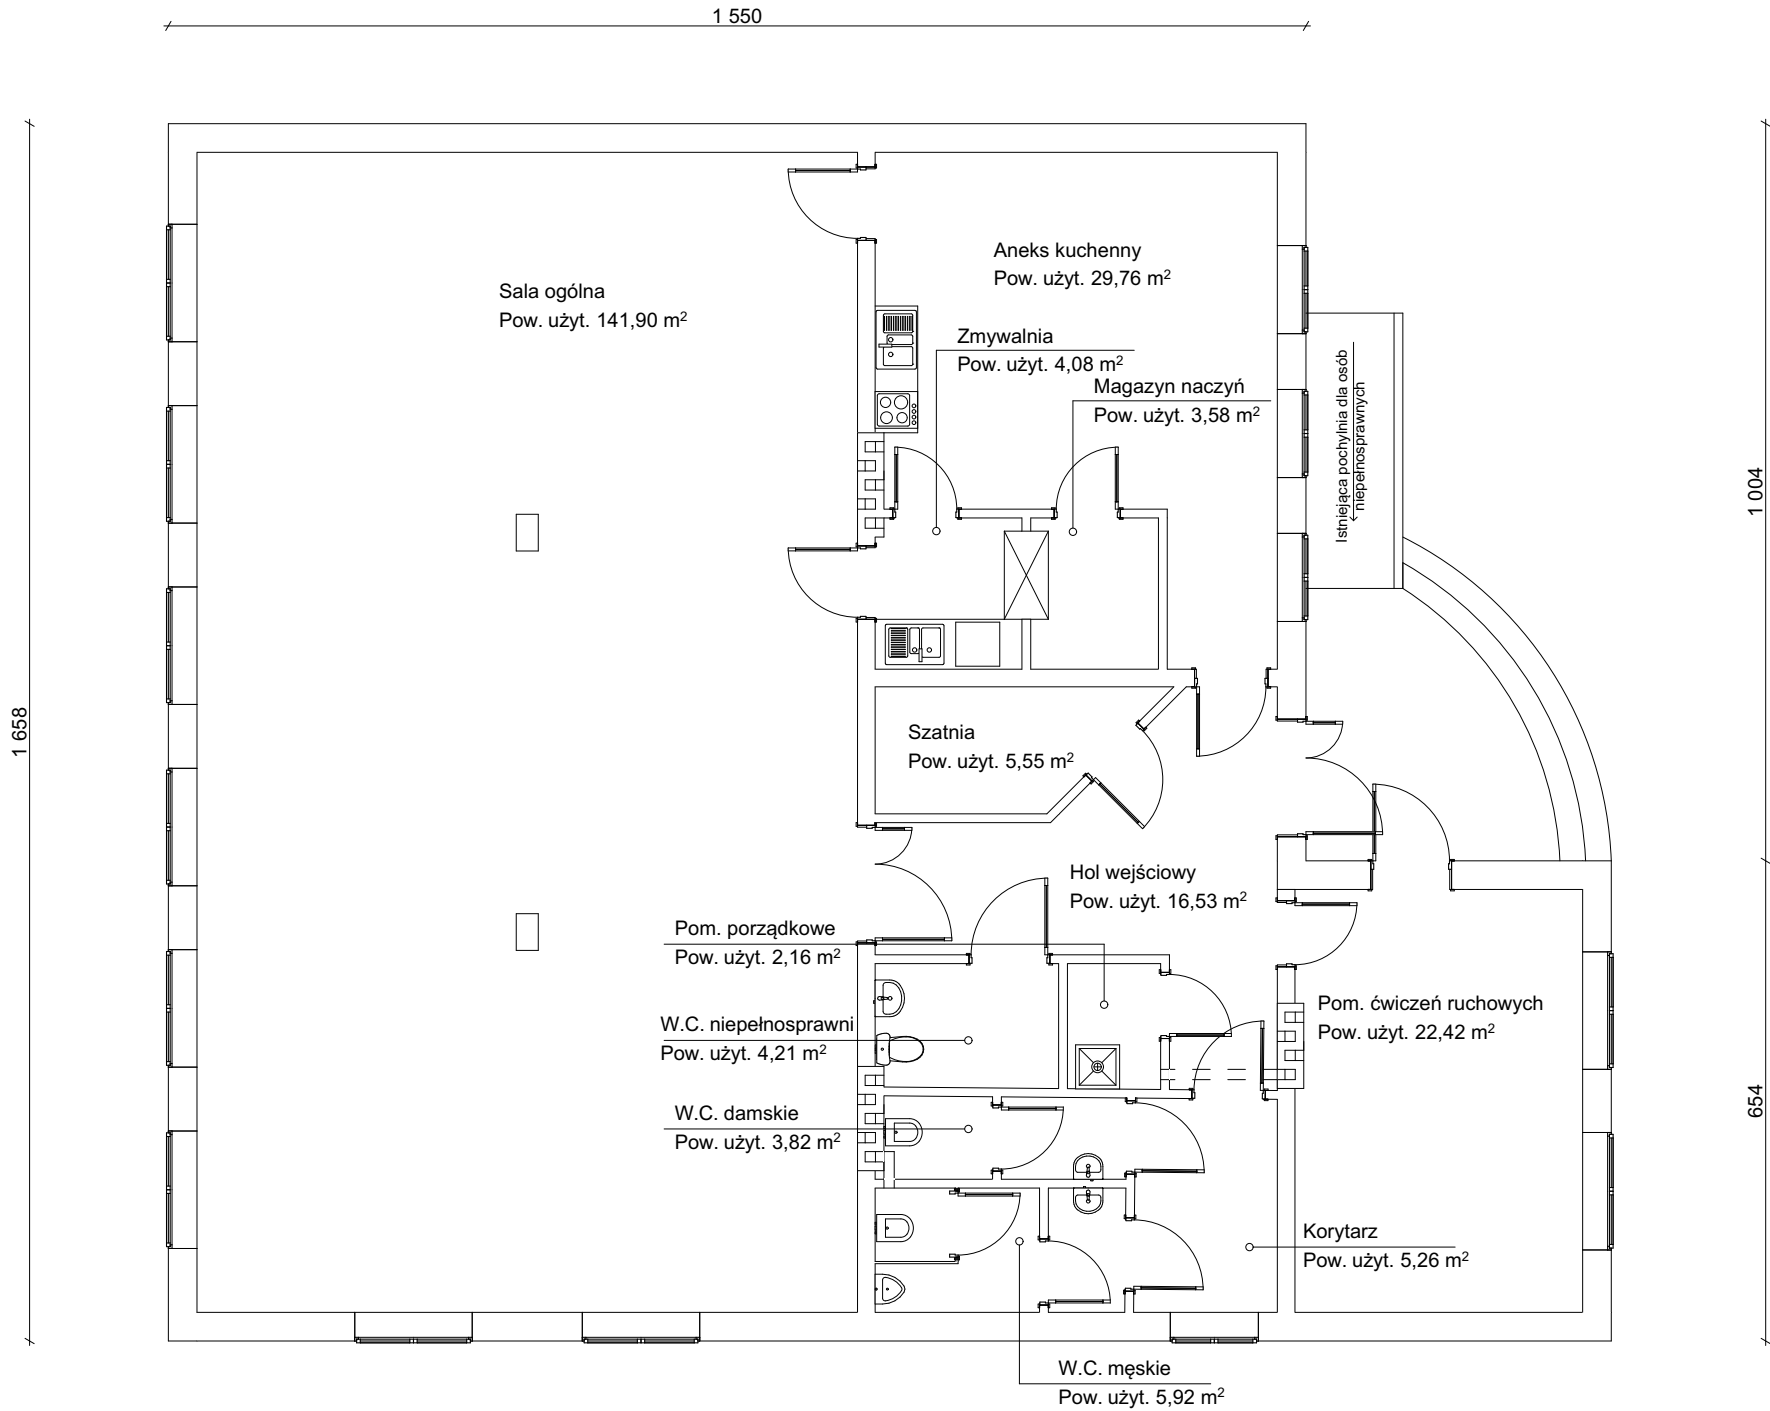 1 550
Aneks kuchenny
Pow. użyt. 29,76 m²
Sala ogólna
Pow. użyt. 141,90 m²
Zmywalnia
Pow. użyt. 4,08 m²
Magazyn naczyń
Pow. użyt. 3,58 m²
Istniejąca pochylnia dla osób
niepełnosprawnych
1 004
1 658
Szatnia
Pow. użyt. 5,55 m²
Hol wejściowy
Pow. użyt. 16,53 m²
Pom. porządkowe
Pow. użyt. 2,16 m²
Pom. ćwiczeń ruchowych
Pow. użyt. 22,42 m²
W.C. niepełnosprawni
Pow. użyt. 4,21 m²
W.C. damskie
Pow. użyt. 3,82 m²
654
Korytarz
Pow. użyt. 5,26 m²
W.C. męskie
Pow. użyt. 5,92 m²